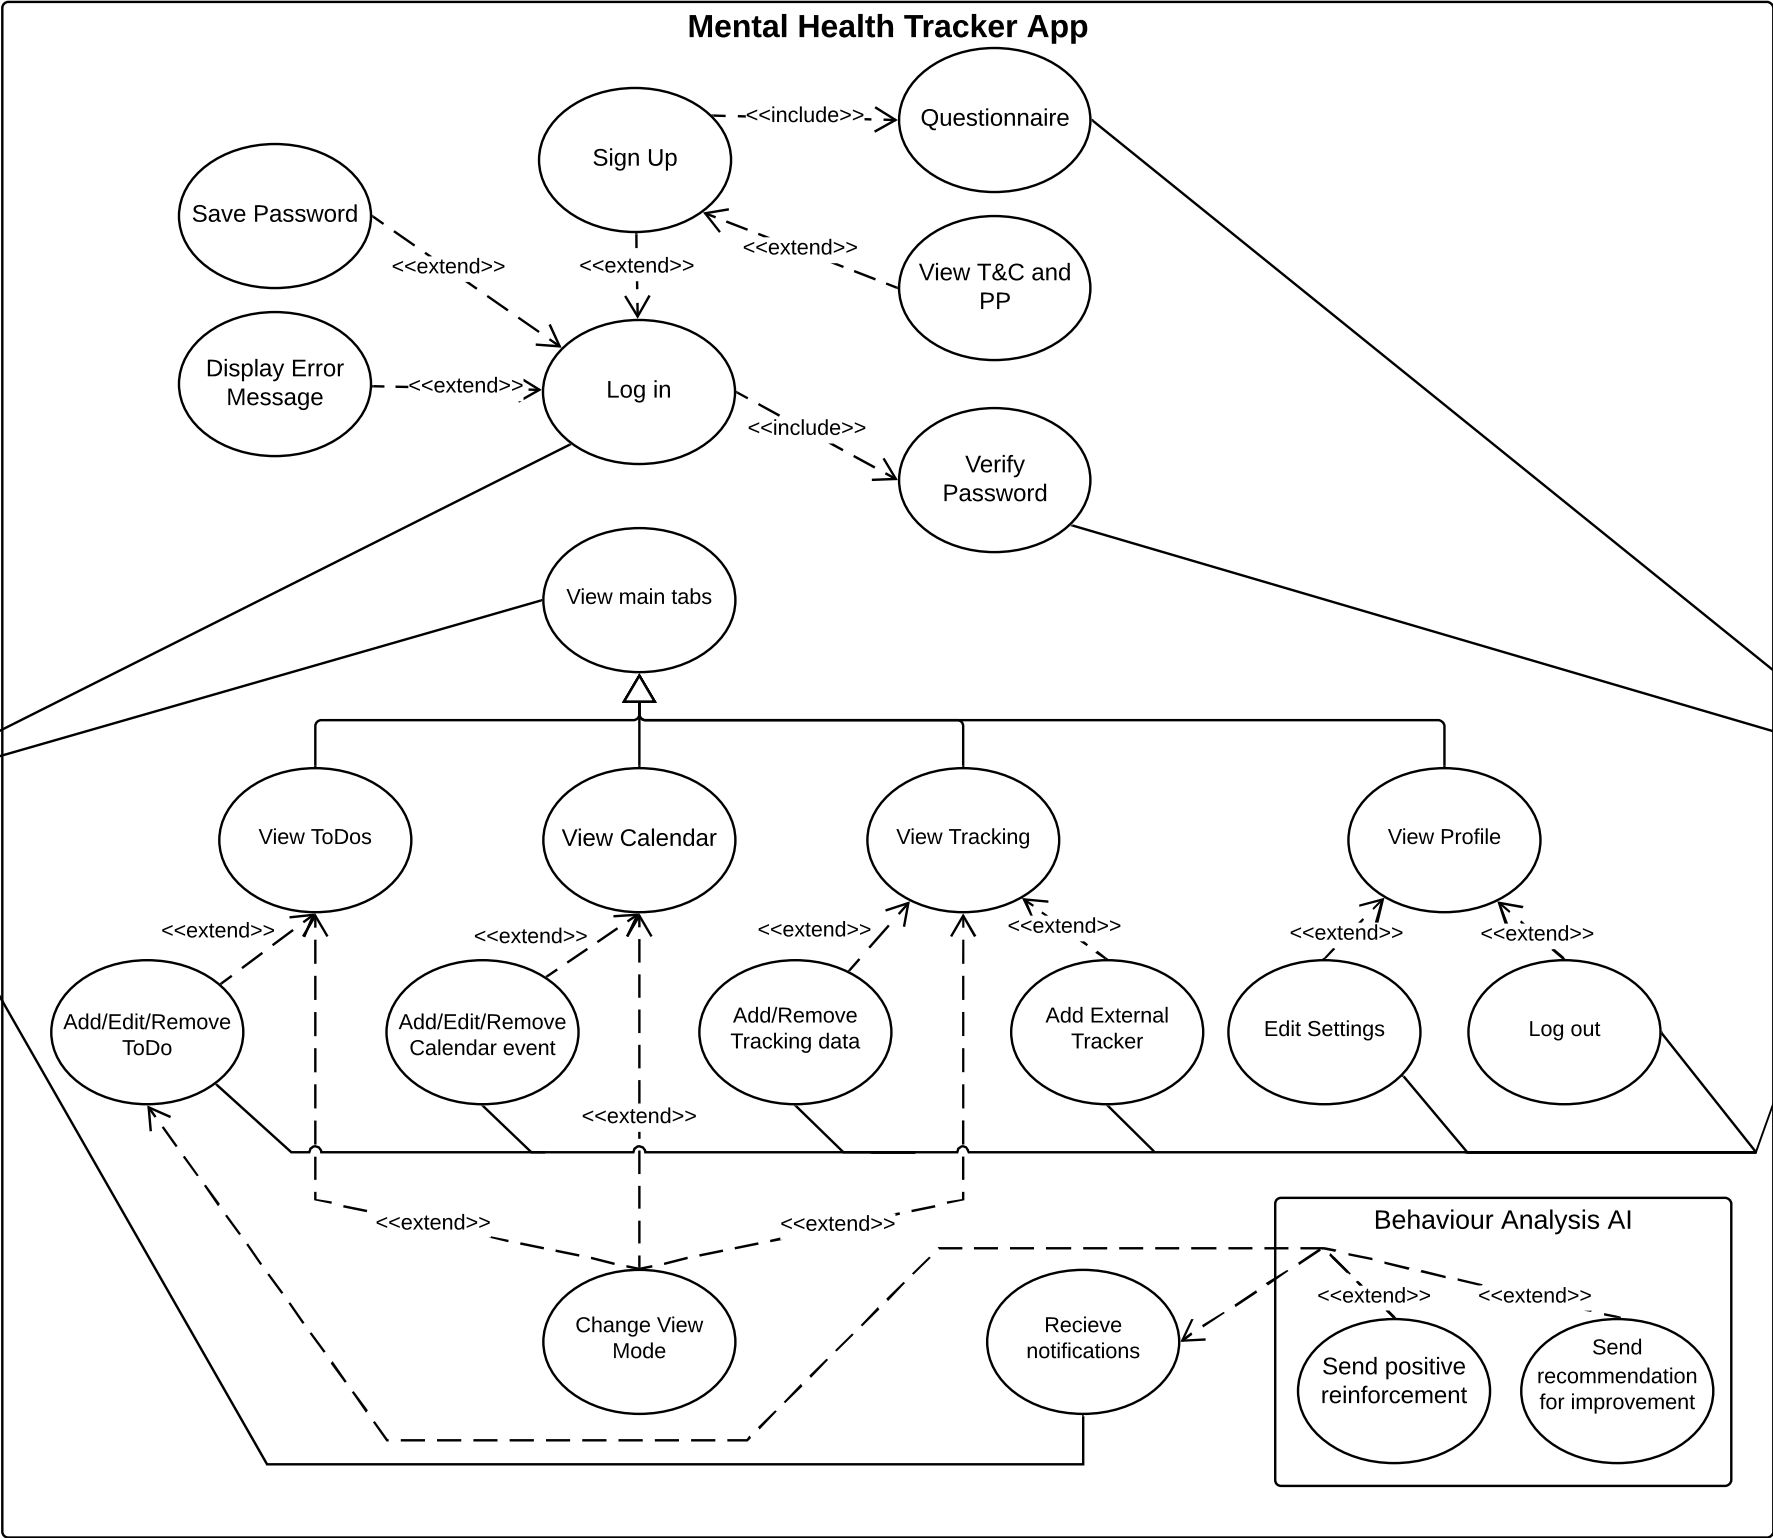 Mental Health Tracker App
Questionnaire
<<include>>
Sign Up
Save Password
<<extend>>
<<extend>>
<<extend>>
View T&C and
PP
Display Error
Message
<<extend>>
Log in
<<include>>
Verify
Password
View main tabs
View ToDos
View Calendar
View Tracking
View Profile
<<extend>>
<<extend>>
<<extend>>
<<extend>>
<<extend>>
<<extend>>
Add/Edit/Remove
ToDo
Add/Edit/Remove
Calendar event
Add/Remove
Tracking data
Add External
Tracker
Edit Settings
Log out
<<extend>>
<<extend>>
<<extend>>
Behaviour Analysis AI
<<extend>>
<<extend>>
Change View
Mode
Recieve
notifications
Send positive
reinforcement
Send
recommendation
for improvement